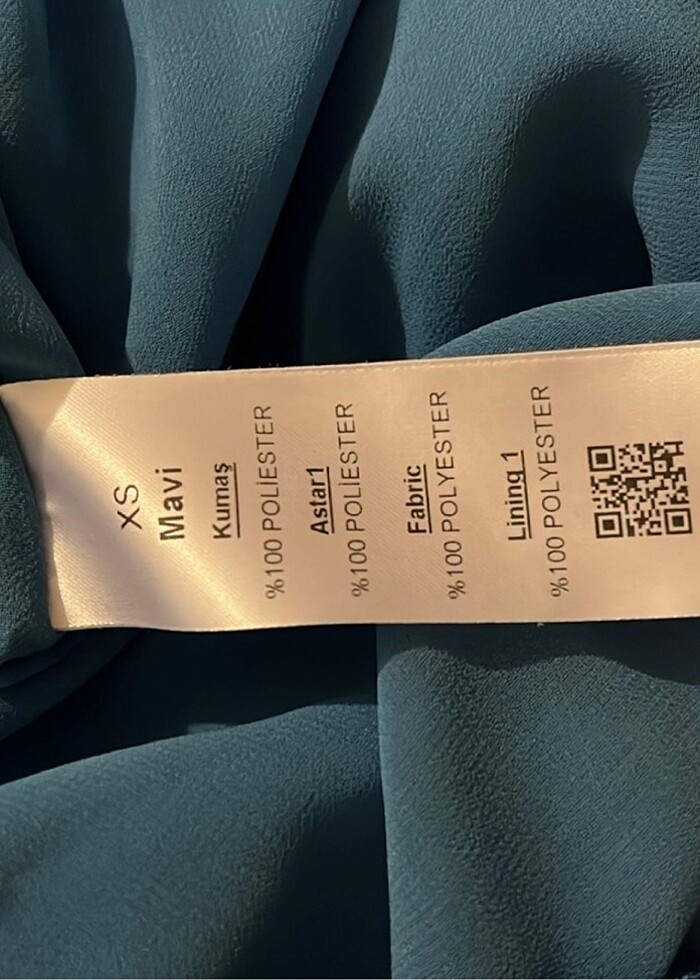 XS
Mavi
Kumaş
%100 POLİESTER
Astar1
%100 POLİESTER
Fabric
%100 POLYESTER
Lining 1
%100 POLYESTER